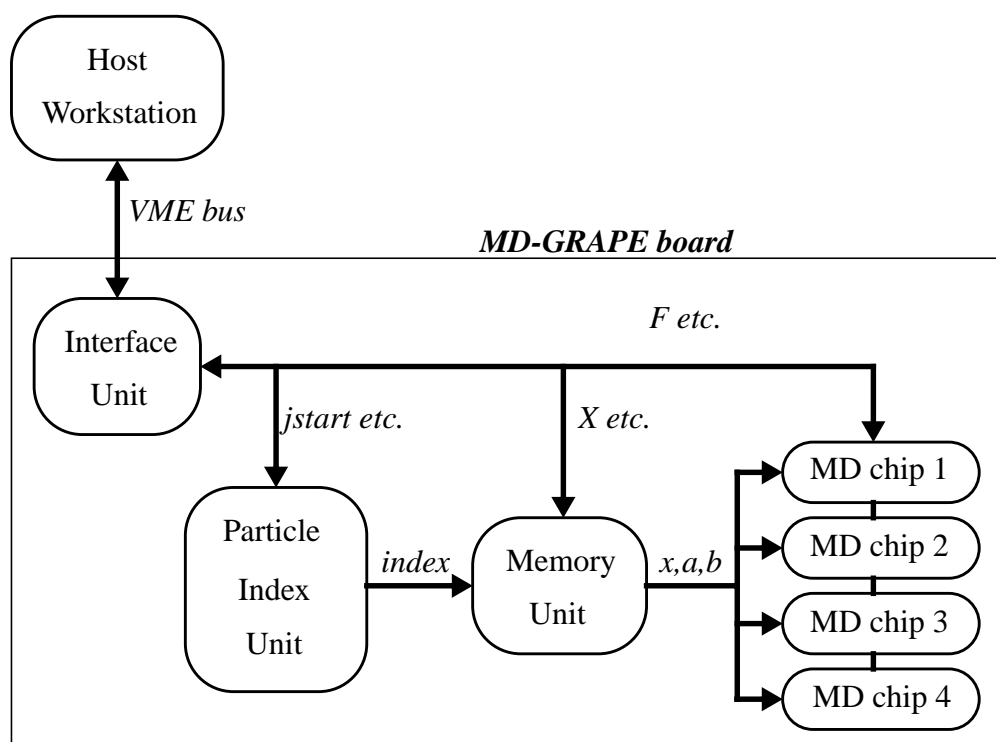 Host
Workstation
VME bus
MD-GRAPE board
Interface
Unit
F etc.
jstart etc.
X etc.
Particle
Index
Unit
index
Memory
Unit
x,a,b
MD chip 1
MD chip 2
MD chip 3
MD chip 4